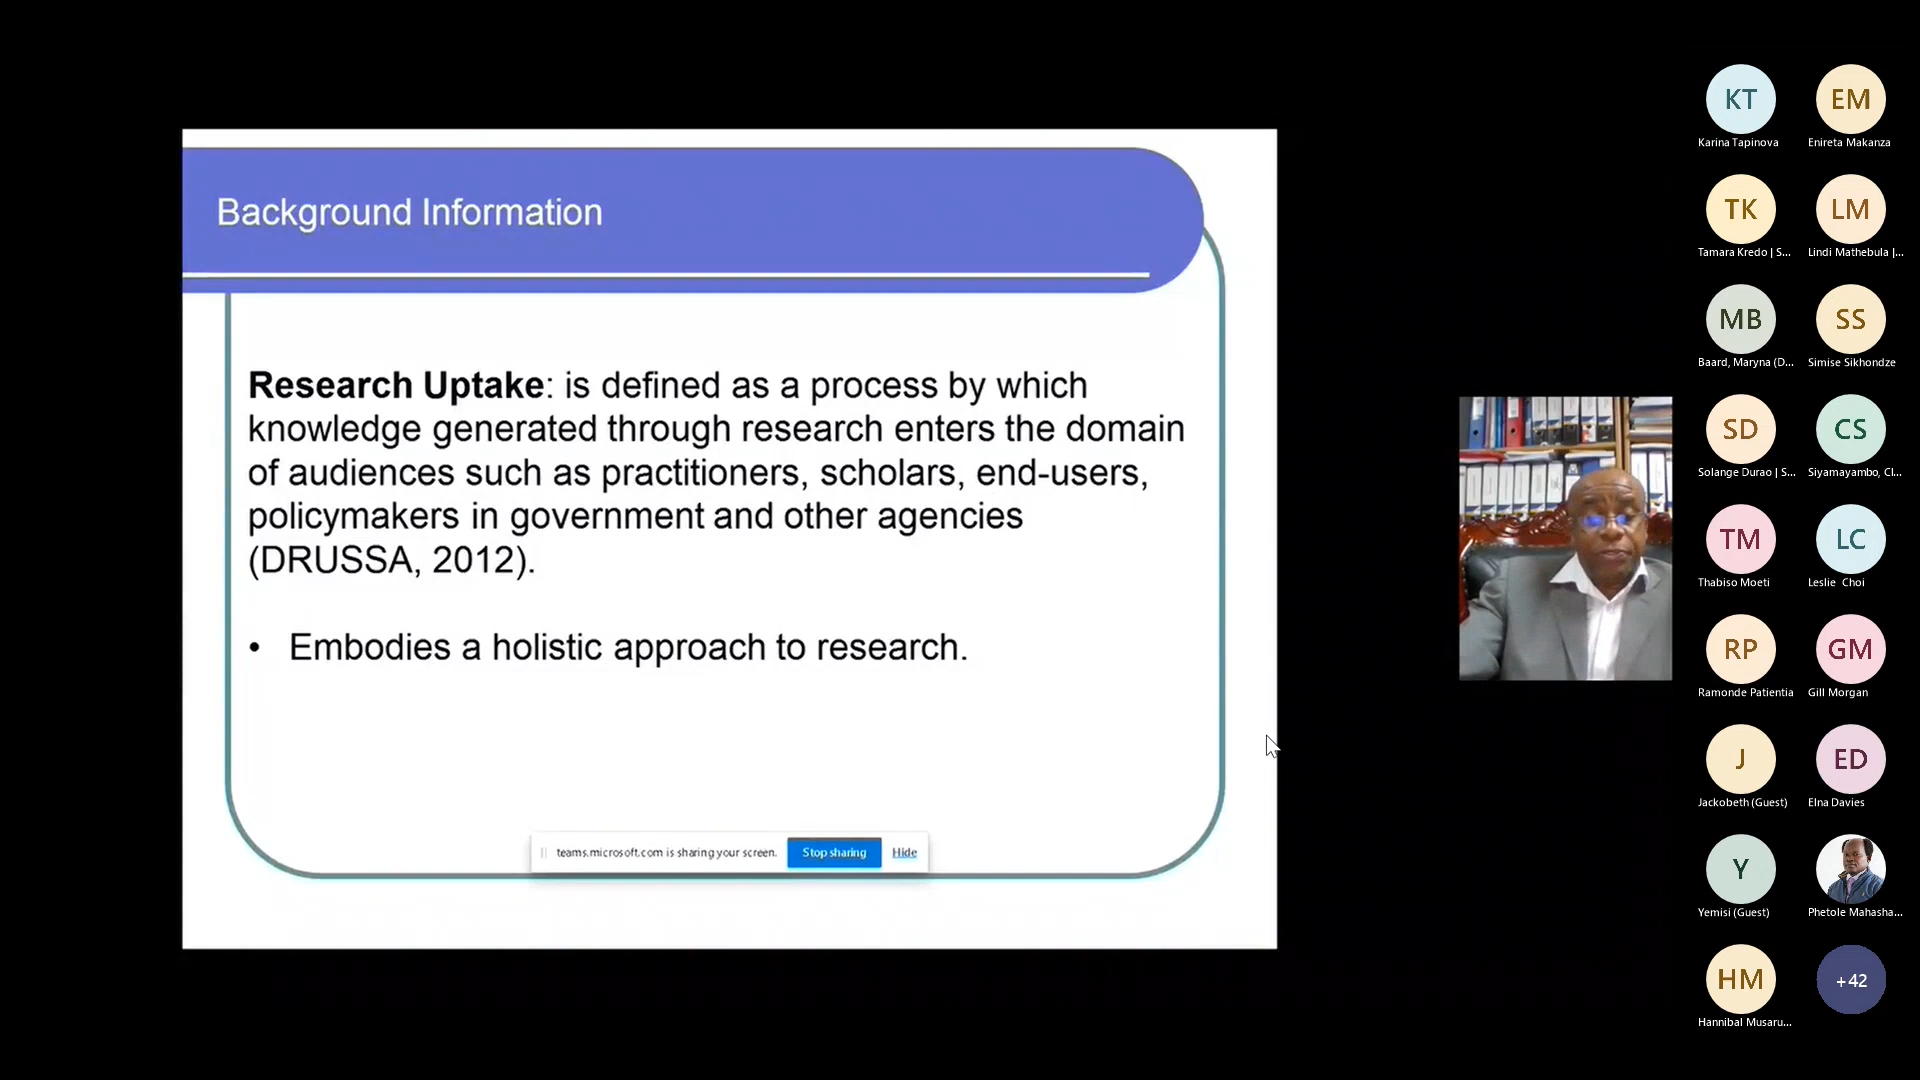 Background Information
Research Uptake: is defined as a process by which
knowledge generated through research enters the domain
of audiences such as practitioners, scholars, end-users,
policymakers in government and other agencies
(DRUSSA, 2012).
• Embodies a holistic approach to research.
teams.microsoft.com is sharing your screen.
Stop sharing
Hide
KT
Karina Tapinova
EM
Enireta Makanza
TK
Tamara Kredo | S...
LM
Lindi Mathebula |...
MB
Baard, Maryna (D...
SS
Simise Sikhondze
SD
Solange Durao | S...
CS
Siyamayambo, Cl...
TM
Thabiso Moeti
LC
Leslie Choi
RP
Ramonde Patientia
GM
Gill Morgan
J
Jackobeth (Guest)
ED
Elna Davies
Y
Yemisi (Guest)
Phetole Mahasha...
HM
Hannibal Musaru...
+42